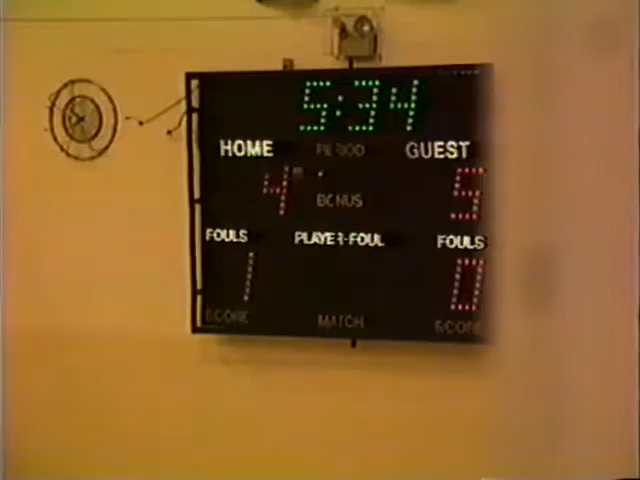 5:34
HOME PERIOD GUEST
4 5
BONUS
FOULS PLAYER-FOUL FOULS
1 0
SCORE MATCH SCORE